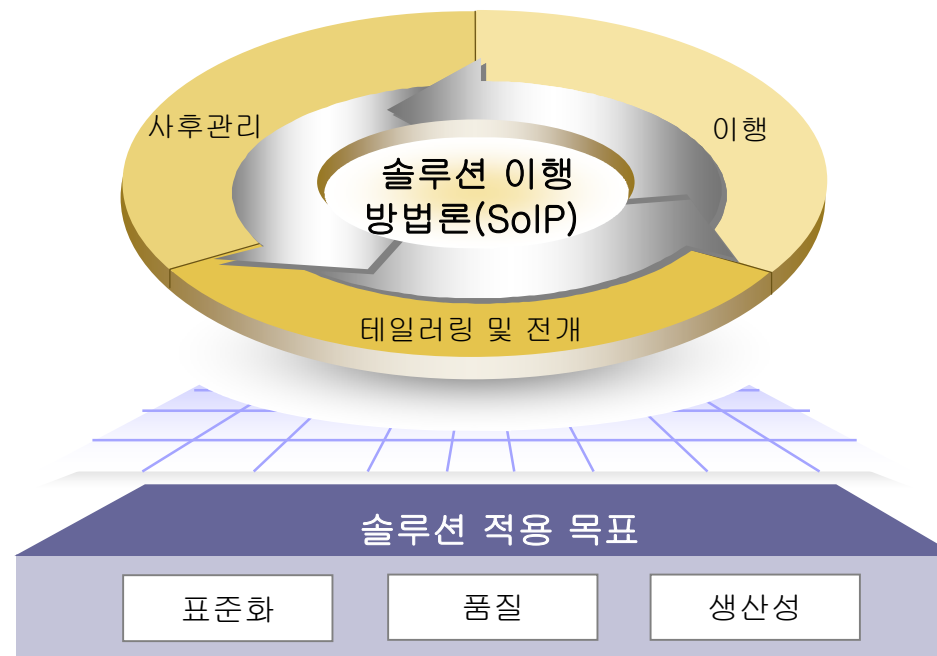 사후관리
이행
솔루션 이행
방법론(SoIP)
테일러링 및 전개
솔루션 적용 목표
표준화
품질
생산성